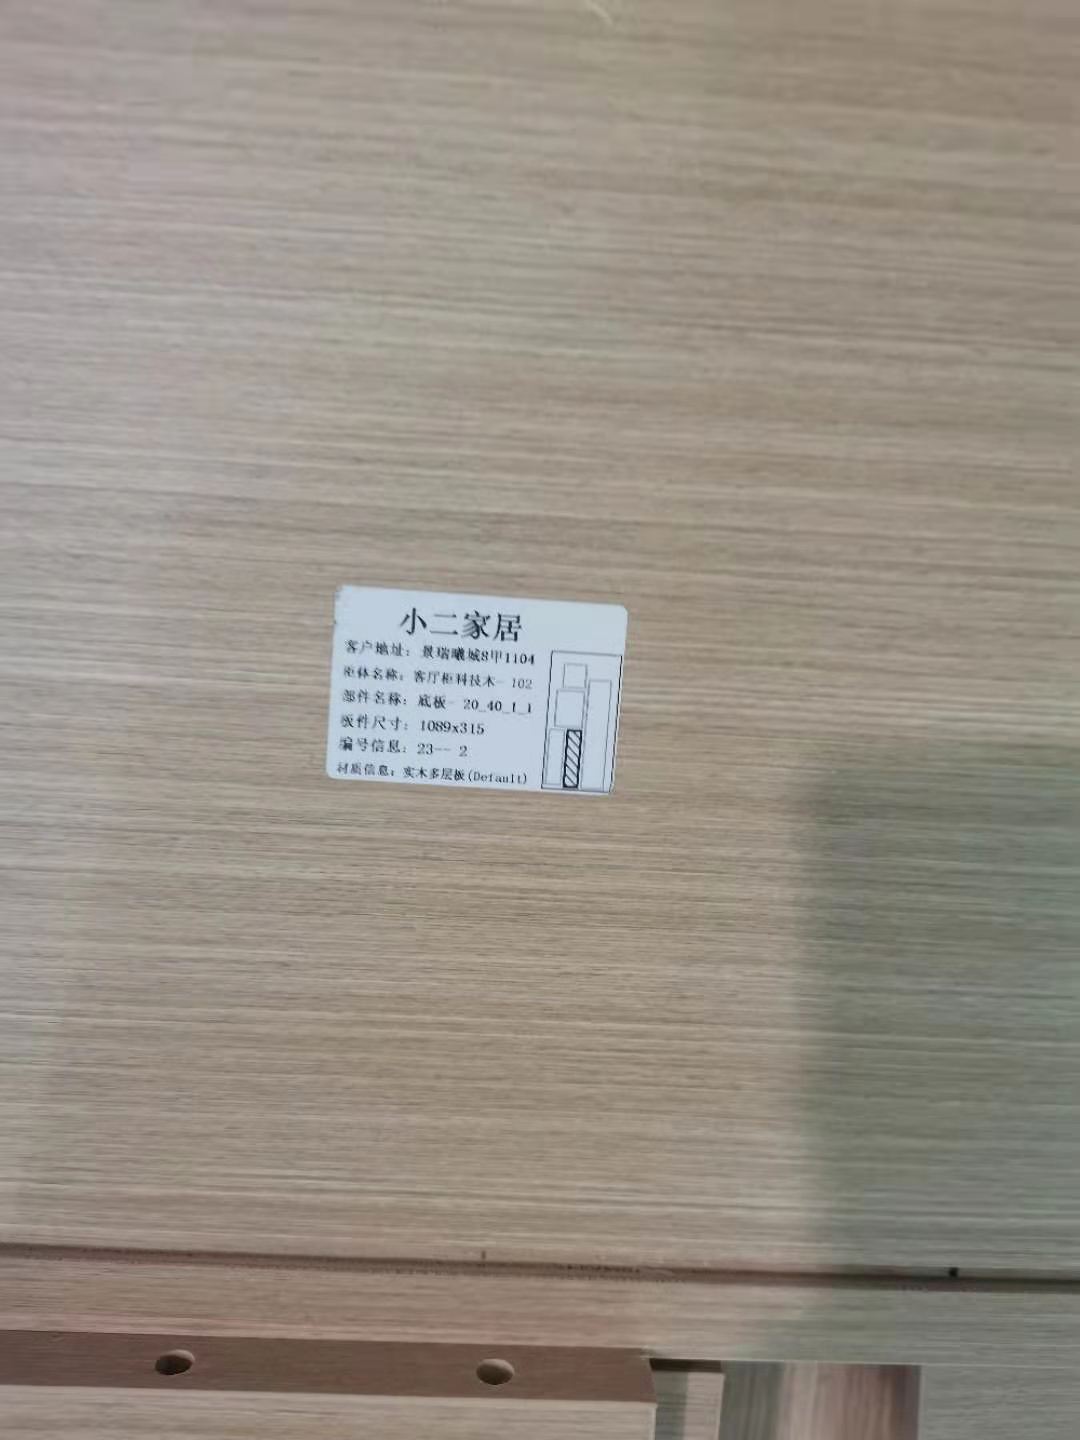 小二家居
客户地址：景瑞曦城8甲1104
柜体名称：客厅柜科技木- 102
部件名称：底板- 20_40_1_1
板件尺寸：1089x315
编号信息：23-- 2
材质信息：实木多层板(Default)